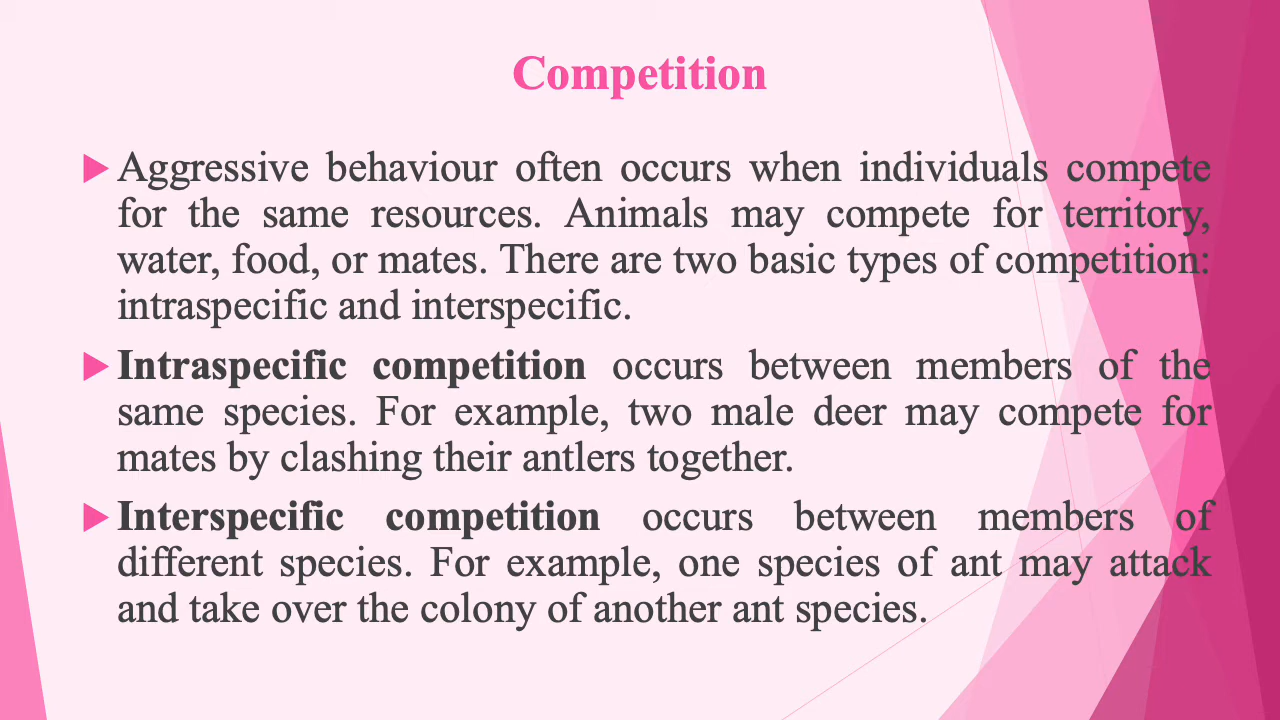 Competition
Aggressive behaviour often occurs when individuals compete
for the same resources. Animals may compete for territory,
water, food, or mates. There are two basic types of competition:
intraspecific and interspecific.
Intraspecific competition occurs between members of the
same species. For example, two male deer may compete for
mates by clashing their antlers together.
Interspecific competition occurs between members of
different species. For example, one species of ant may attack
and take over the colony of another ant species.